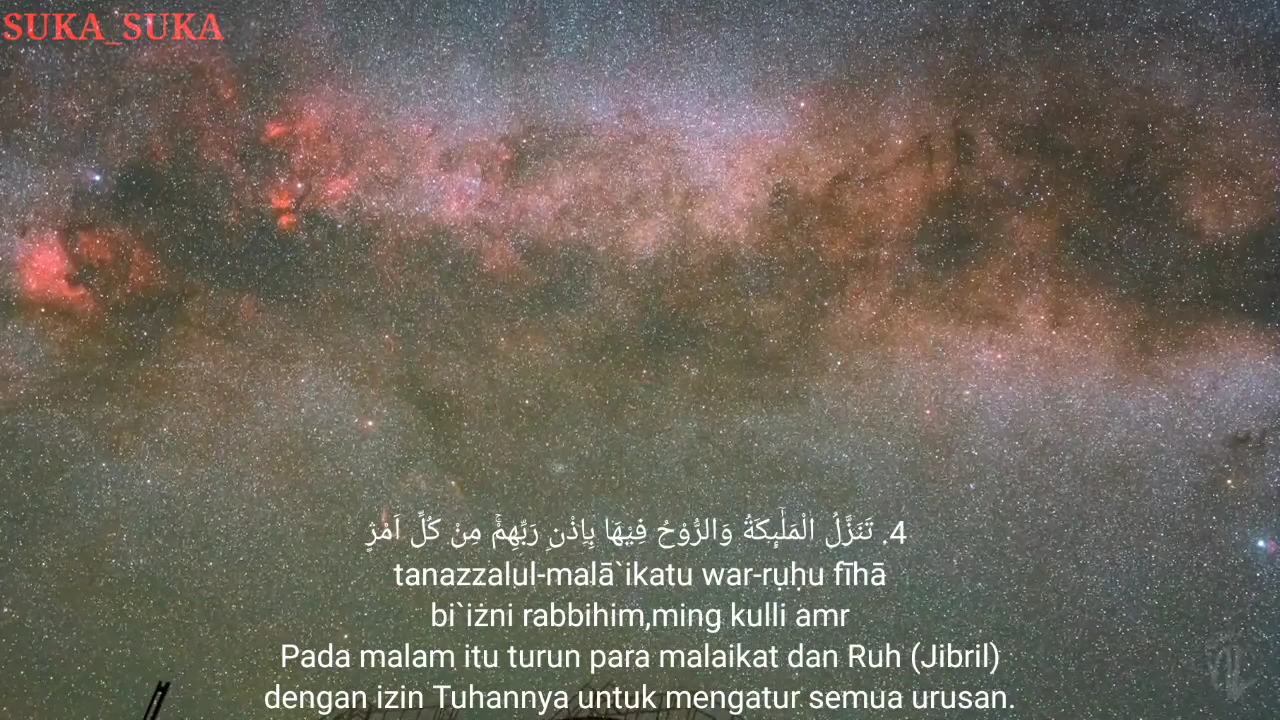 SUKA_SUKA
4. تَنَزَّلُ الْمَلٰۤىِٕكَةُ وَالرُّوْحُ فِيْهَا بِاِذْنِ رَبِّهِمْۚ مِنْ كُلِّ اَمْرٍۛ
tanazzalul-malā`ikatu war-rụḥu fīhā
bi`iżni rabbihim,ming kulli amr
Pada malam itu turun para malaikat dan Ruh (Jibril)
dengan izin Tuhannya untuk mengatur semua urusan.